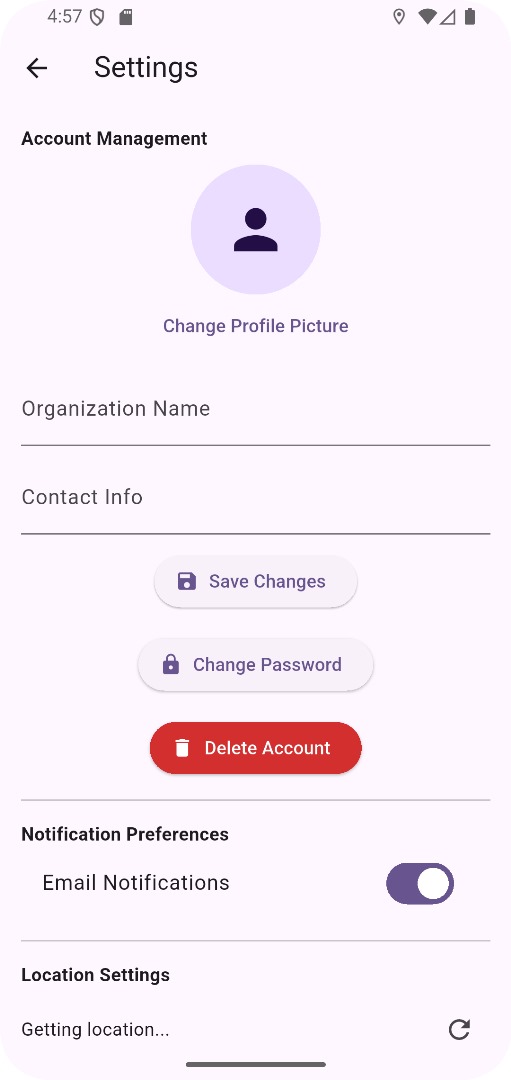 4:57
Settings
Account Management
Change Profile Picture
Organization Name
Contact Info
Save Changes
Change Password
Delete Account
Notification Preferences
Email Notifications
Location Settings
Getting location...